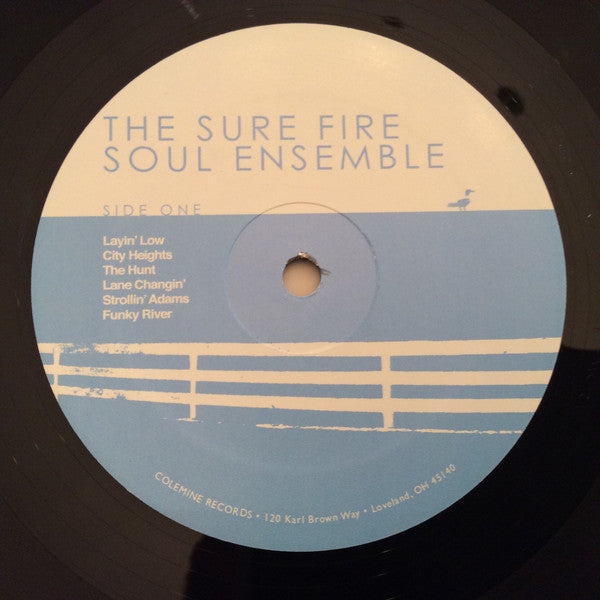 THE SURE FIRE
SOUL ENSEMBLE
SIDE ONE
Layin' Low
City Heights
The Hunt
Lane Changin'
Strollin' Adams
Funky River
COLEMINE RECORDS • 120 Karl Brown Way • Loveland, OH 45140